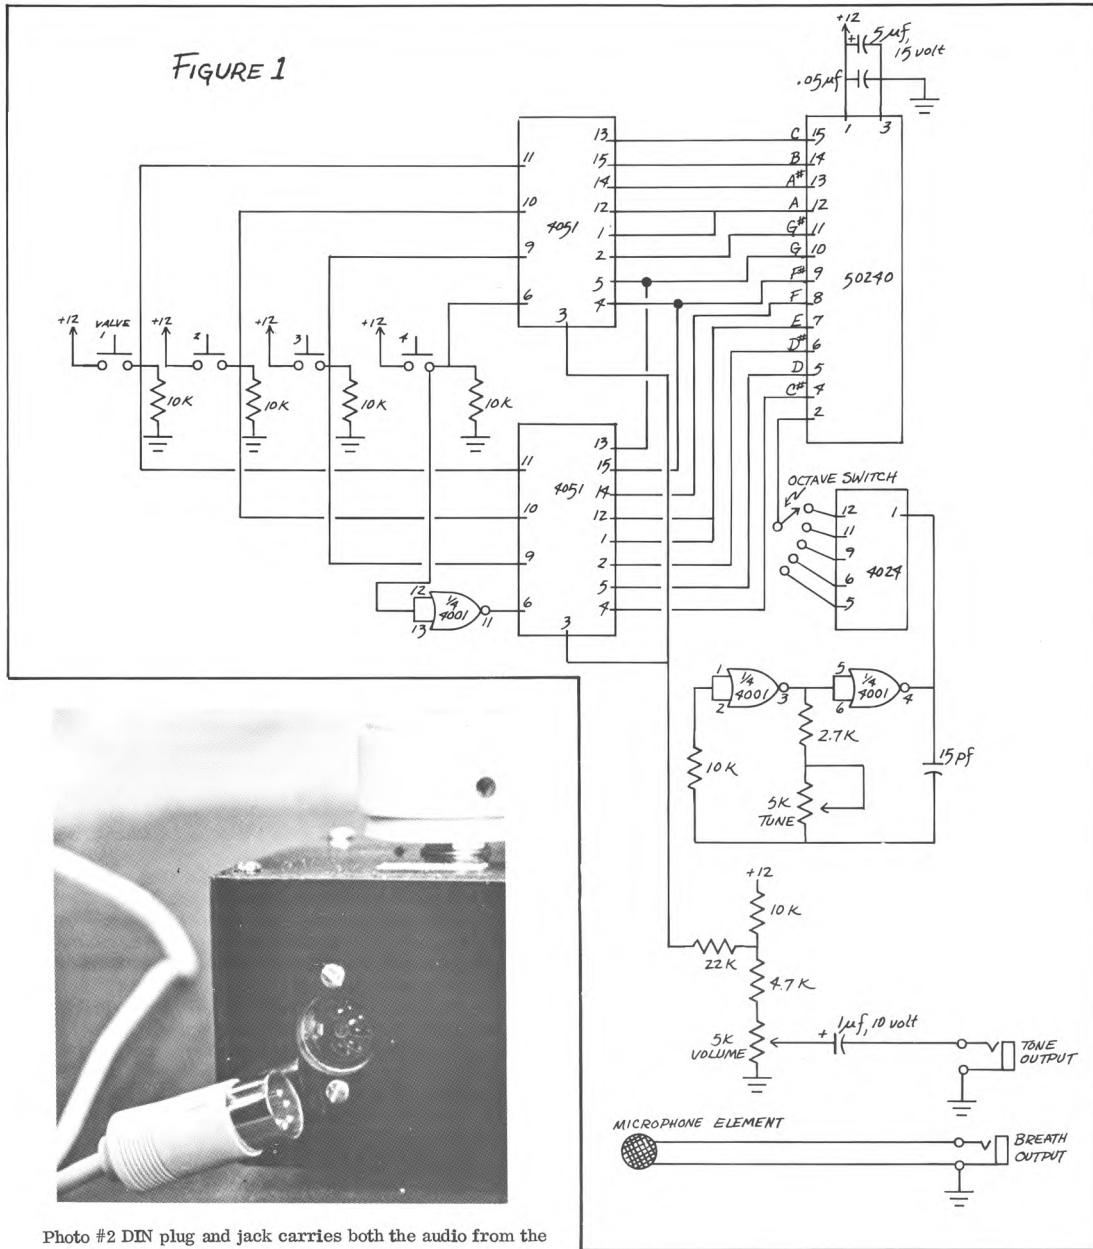 FIGURE 1
+12
+ 5 µf,
15 volt
.05 µf
1 3
11
10
9
6
4051
13
15
14
12
1
2
5
4
3
C 15
B 14
A# 13
A 12
G# 11
G 10
F# 9
F 8
E 7
D# 6
D 5
C# 4
2
50240
+12 VALVE 1
+12 2
+12 3
+12 4
10K
10K
10K
10K
11
10
9
6
4051
13
15
14
12
1
2
5
4
3
12
13
1/4
4001
11
OCTAVE SWITCH
12
11
9
6
5
1
4024
1
2
1/4
4001
3
5
6
1/4
4001
4
2.7K
10K
5K
TUNE
15pf
+12
10K
22K
4.7K
5K
VOLUME
+ 1µf, 10 volt
TONE
OUTPUT
MICROPHONE ELEMENT
BREATH
OUTPUT
Photo #2 DIN plug and jack carries both the audio from the